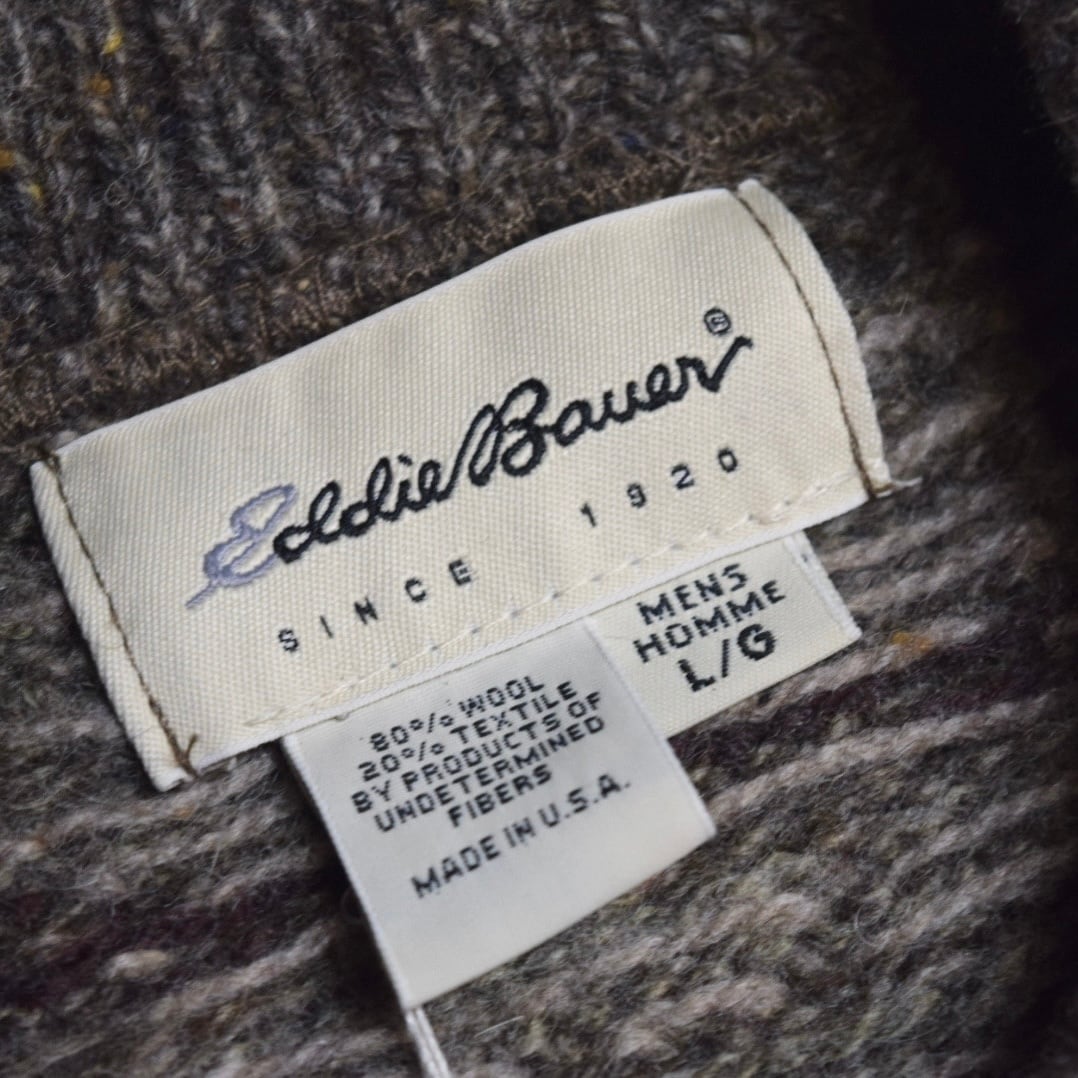 Eddie Bauer®
SINCE 1920
MENS
HOMME
L/G
80% WOOL
20% TEXTILE
BY PRODUCTS OF
UNDETERMINED
FIBERS
MADE IN U.S.A.